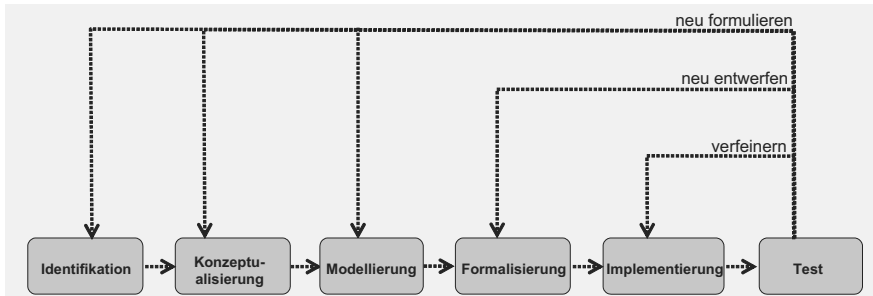 neu formulieren
neu entwerfen
verfeinern
Identifikation
Konzeptu-
alisierung
Modellierung
Formalisierung
Implementierung
Test